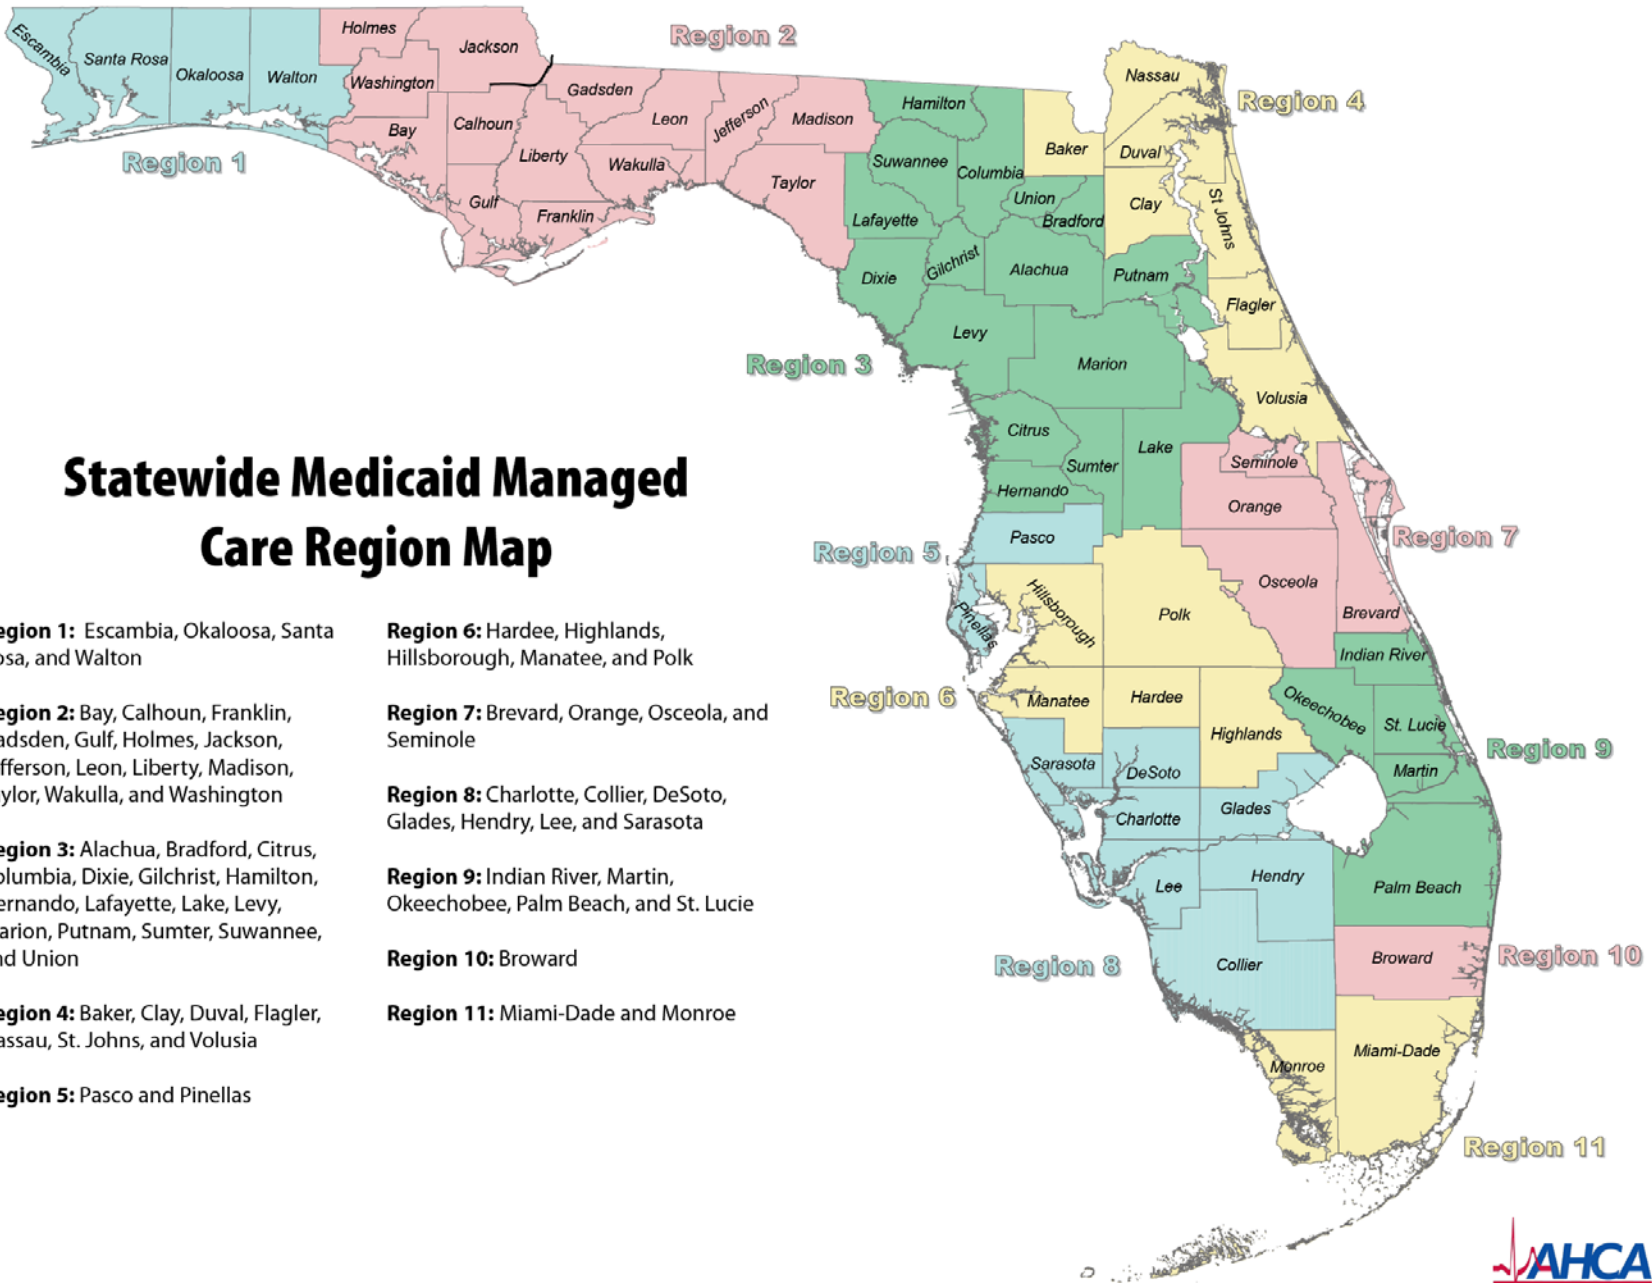 Region 2
Holmes
Jackson
Escambia
Santa Rosa
Okaloosa
Walton
Washington
Gadsden
Nassau
Region 4
Hamilton
Leon
Jefferson
Madison
Bay
Calhoun
Region 1
Liberty
Wakulla
Suwannee
Columbia
Baker
Duval
Taylor
Union
Clay
St Johns
Gulf
Franklin
Lafayette
Bradford
Dixie
Gilchrist
Alachua
Putnam
Flagler
Levy
Region 3
Marion
Volusia
Citrus
Lake
Sumter
Seminole
Hernando
Orange
Pasco
Region 5
Region 7
Osceola
Pinellas
Hillsborough
Polk
Brevard
Indian River
Region 6
Manatee
Hardee
Okeechobee
St. Lucie
Highlands
Region 9
Sarasota
DeSoto
Martin
Charlotte
Glades
Lee
Hendry
Palm Beach
Region 8
Collier
Broward
Region 10
Monroe
Miami-Dade
Region 11
Statewide Medicaid Managed
Care Region Map
egion 1: Escambia, Okaloosa, Santa
osa, and Walton
egion 2: Bay, Calhoun, Franklin,
adsden, Gulf, Holmes, Jackson,
fferson, Leon, Liberty, Madison,
ylor, Wakulla, and Washington
egion 3: Alachua, Bradford, Citrus,
olumbia, Dixie, Gilchrist, Hamilton,
ernando, Lafayette, Lake, Levy,
arion, Putnam, Sumter, Suwannee,
nd Union
egion 4: Baker, Clay, Duval, Flagler,
assau, St. Johns, and Volusia
egion 5: Pasco and Pinellas
Region 6: Hardee, Highlands,
Hillsborough, Manatee, and Polk
Region 7: Brevard, Orange, Osceola, and
Seminole
Region 8: Charlotte, Collier, DeSoto,
Glades, Hendry, Lee, and Sarasota
Region 9: Indian River, Martin,
Okeechobee, Palm Beach, and St. Lucie
Region 10: Broward
Region 11: Miami-Dade and Monroe
AHCA